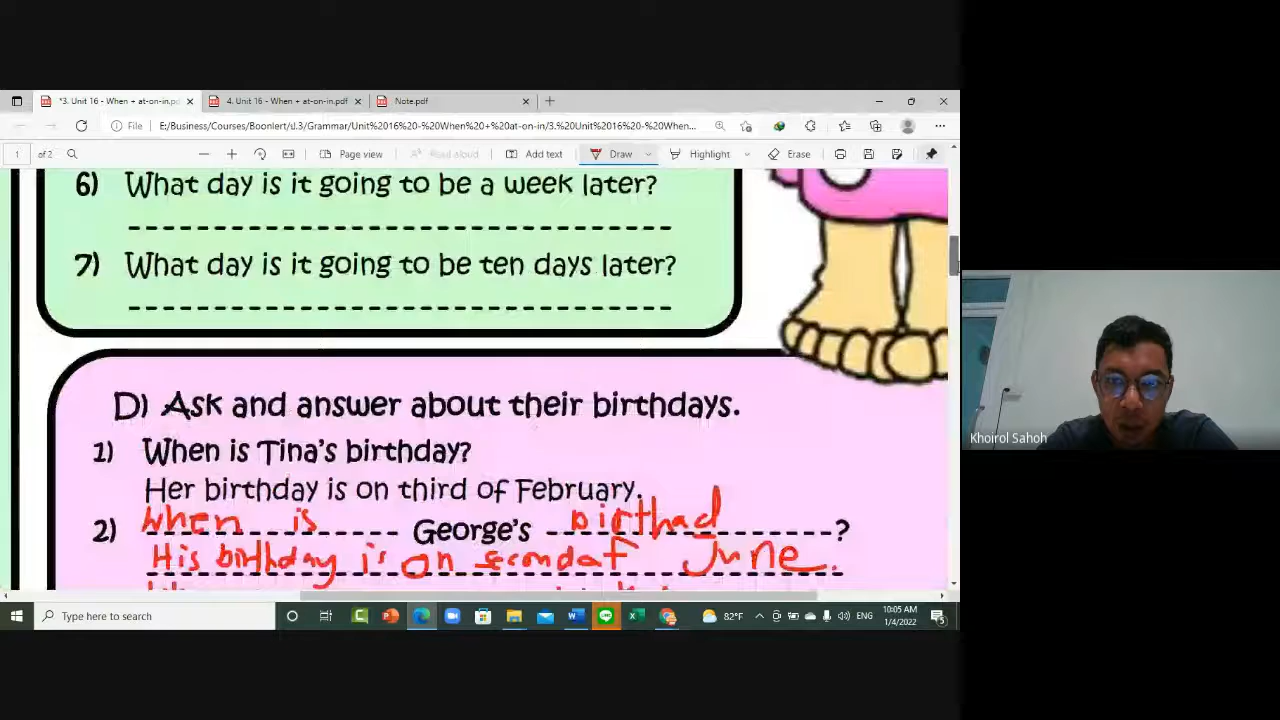 *3. Unit 16 - When + at-on-in.pd
4. Unit 16 - When + at-on-in.pdf
Note.pdf
File
E:/Business/Courses/Boonlert/ป.3/Grammar/Unit%2016%20-%20When%20+%20at-on-in/3.%20Unit%2016%20-%20When...
1
of 2
Page view
Read aloud
Add text
Draw
Highlight
Erase
6) What day is it going to be a week later?
7) What day is it going to be ten days later?
D) Ask and answer about their birthdays.
1) When is Tina's birthday?
Her birthday is on third of February.
2) When is George's birthad ?
His birthday is on second of June.
Khoirol Sahoh
Type here to search
82°F
ENG
10:05 AM
1/4/2022
5